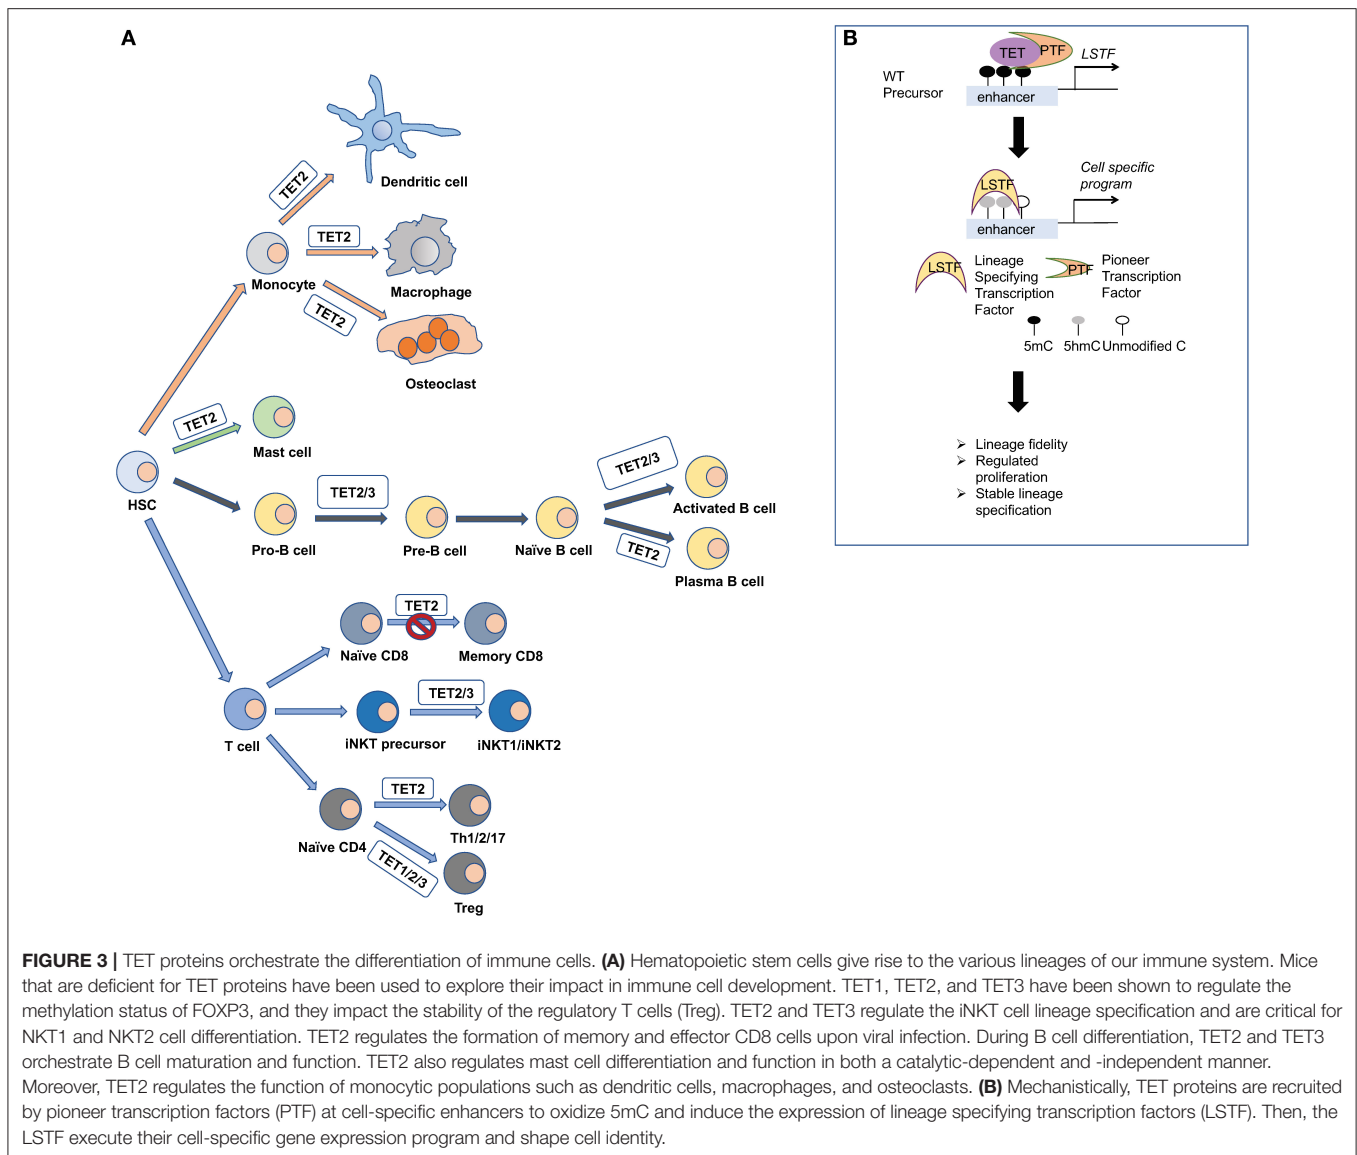 A
TET2
Dendritic cell
TET2
Monocyte
Macrophage
TET2
Osteoclast
TET2
Mast cell
HSC
TET2/3
Pro-B cell
Pre-B cell
Naïve B cell
TET2/3
Activated B cell
TET2
Plasma B cell
TET2
Naïve CD8
Memory CD8
T cell
TET2/3
iNKT precursor
iNKT1/iNKT2
TET2
Naïve CD4
Th1/2/17
TET1/2/3
Treg
B
TET
PTF
LSTF
WT
Precursor
enhancer
LSTF
Cell specific
program
enhancer
LSTF
Lineage
Specifying
Transcription
Factor
PTF
Pioneer
Transcription
Factor
5mC
5hmC
Unmodified C
➢ Lineage fidelity
➢ Regulated
proliferation
➢ Stable lineage
specification
FIGURE 3 | TET proteins orchestrate the differentiation of immune cells. (A) Hematopoietic stem cells give rise to the various lineages of our immune system. Mice
that are deficient for TET proteins have been used to explore their impact in immune cell development. TET1, TET2, and TET3 have been shown to regulate the
methylation status of FOXP3, and they impact the stability of the regulatory T cells (Treg). TET2 and TET3 regulate the iNKT cell lineage specification and are critical for
NKT1 and NKT2 cell differentiation. TET2 regulates the formation of memory and effector CD8 cells upon viral infection. During B cell differentiation, TET2 and TET3
orchestrate B cell maturation and function. TET2 also regulates mast cell differentiation and function in both a catalytic-dependent and -independent manner.
Moreover, TET2 regulates the function of monocytic populations such as dendritic cells, macrophages, and osteoclasts. (B) Mechanistically, TET proteins are recruited
by pioneer transcription factors (PTF) at cell-specific enhancers to oxidize 5mC and induce the expression of lineage specifying transcription factors (LSTF). Then, the
LSTF execute their cell-specific gene expression program and shape cell identity.